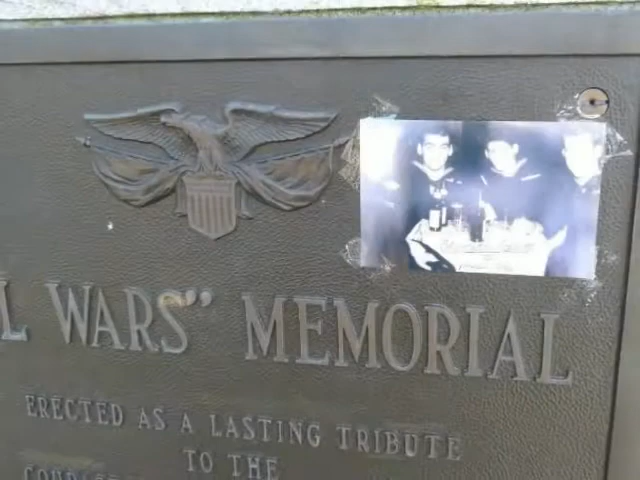 L WARS" MEMORIAL
ERECTED AS A LASTING TRIBUTE
TO THE